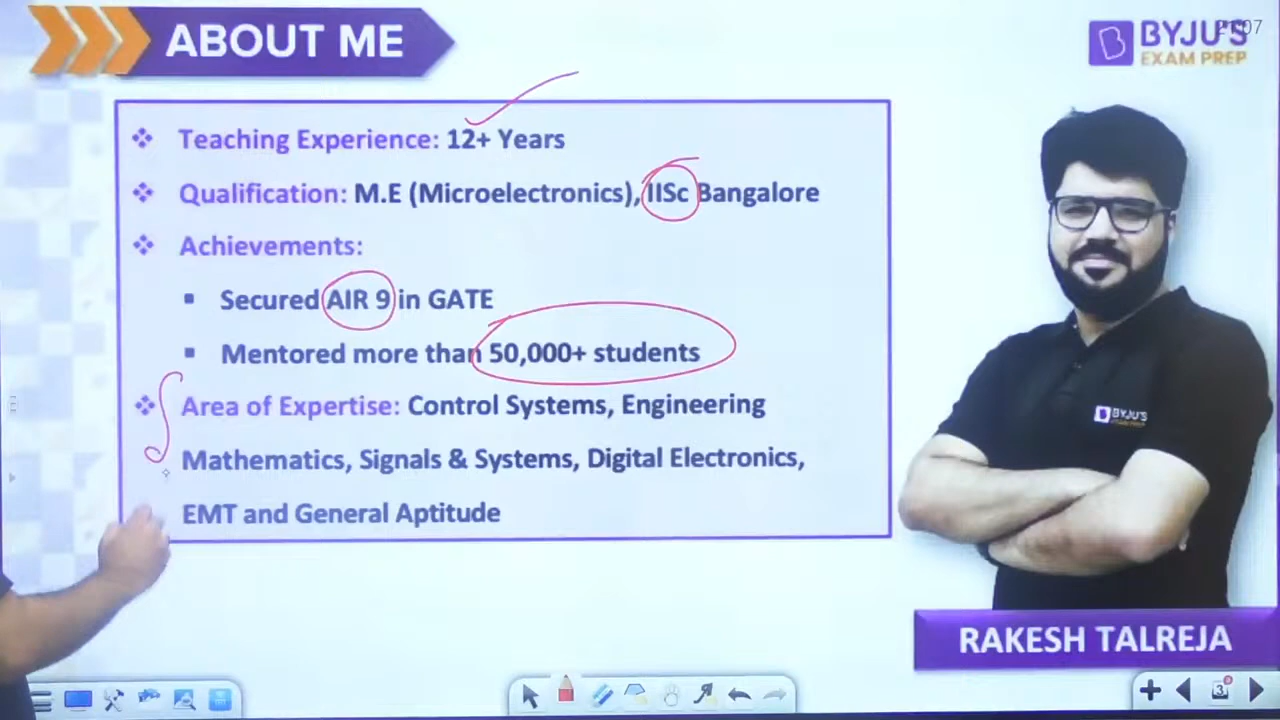 ABOUT ME
BYJU'S
EXAM PREP
Teaching Experience: 12+ Years
Qualification: M.E (Microelectronics), IISc Bangalore
Achievements:
Secured AIR 9 in GATE
Mentored more than 50,000+ students
Area of Expertise: Control Systems, Engineering
Mathematics, Signals & Systems, Digital Electronics,
EMT and General Aptitude
BYJU'S
RAKESH TALREJA
3